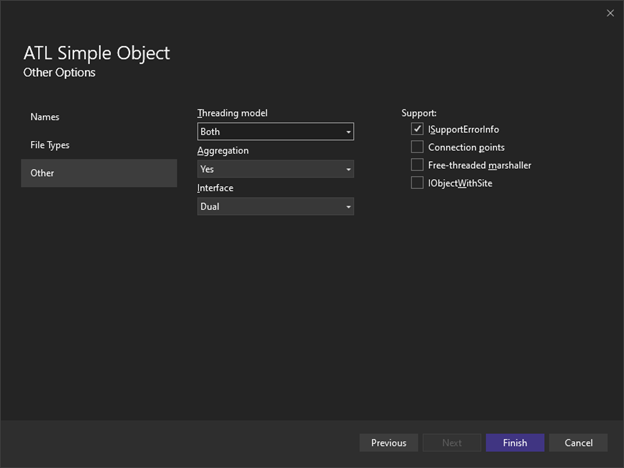 ATL Simple Object
Other Options
Names
File Types
Other
Threading model
Both
Aggregation
Yes
Interface
Dual
Support:
ISupportErrorInfo
Connection points
Free-threaded marshaller
IObjectWithSite
Previous
Next
Finish
Cancel